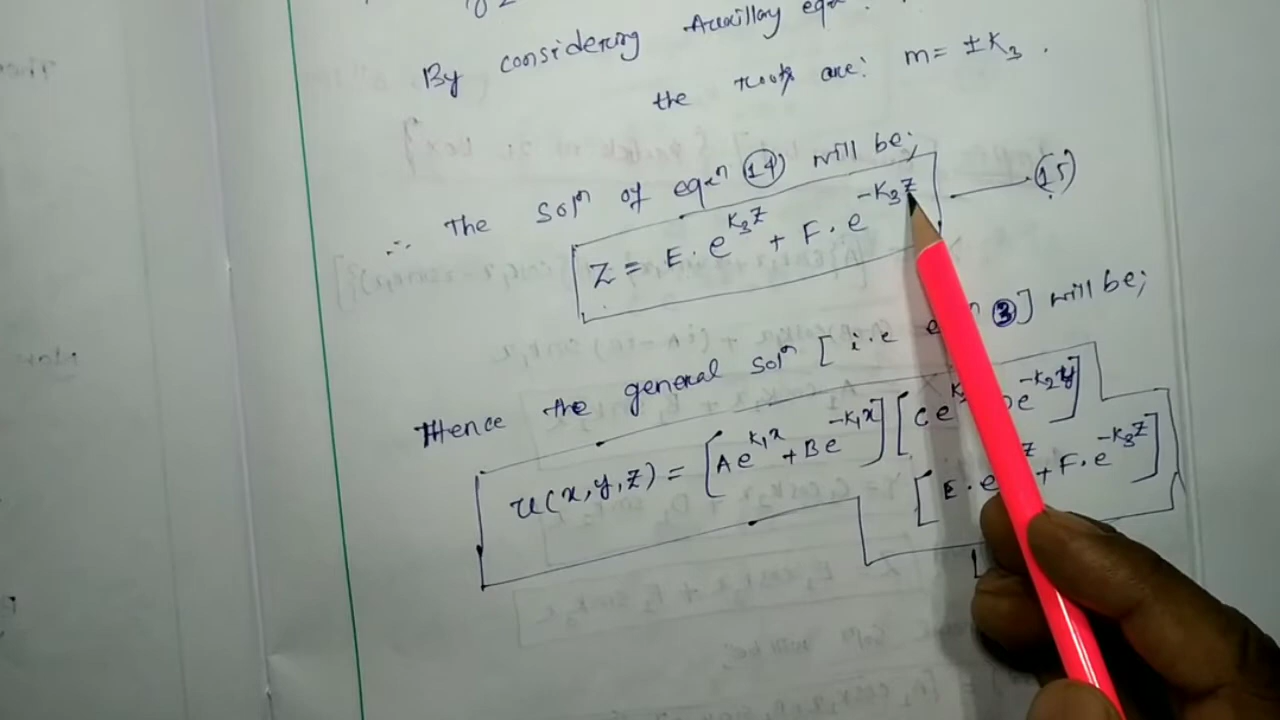 By considering Auxillary eqn
the roots are: m = ±K₃.
∴ The solⁿ of eqⁿ (14) will be;
Z = E. e^{K₃Z} + F. e^{-K₃Z} — (15)
Hence the general solⁿ [i.e 3] will be;
u(x,y,z) = [Ae^{K₁x} + Be^{-K₁x}] [Ce e^{-K₂y}]
[E. e + F. e^{-K₃Z}]